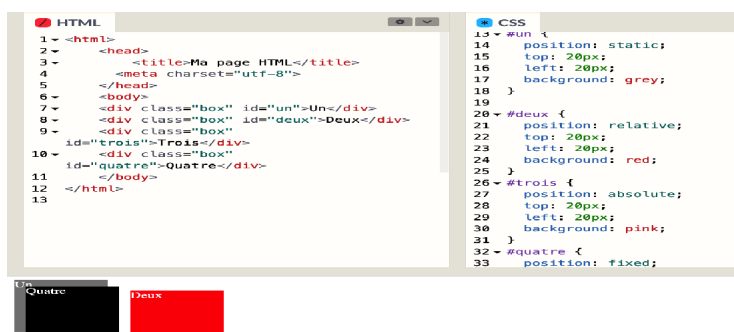 HTML
1 <html>
2 <head>
3 <title>Ma page HTML</title>
4 <meta charset="utf-8">
5 </head>
6 <body>
7 <div class="box" id="un">Un</div>
8 <div class="box" id="deux">Deux</div>
9 <div class="box"
id="trois">Trois</div>
10 <div class="box"
id="quatre">Quatre</div>
11 </body>
12 </html>
13
CSS
13 #un {
14 position: static;
15 top: 20px;
16 left: 20px;
17 background: grey;
18 }
19
20 #deux {
21 position: relative;
22 top: 20px;
23 left: 20px;
24 background: red;
25 }
26 #trois {
27 position: absolute;
28 top: 20px;
29 left: 20px;
30 background: pink;
31 }
32 #quatre {
33 position: fixed;
Un
Quatre
Deux